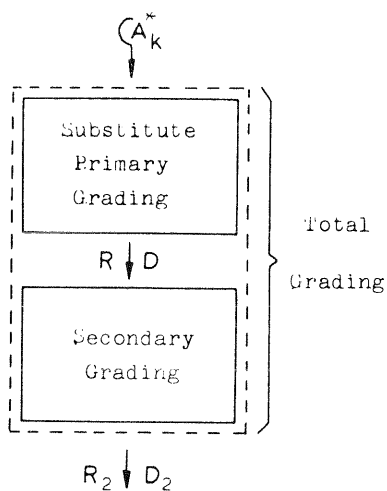 A*k
Substitute
Primary
Grading
R D
Total
Grading
Secondary
Grading
R2 D2